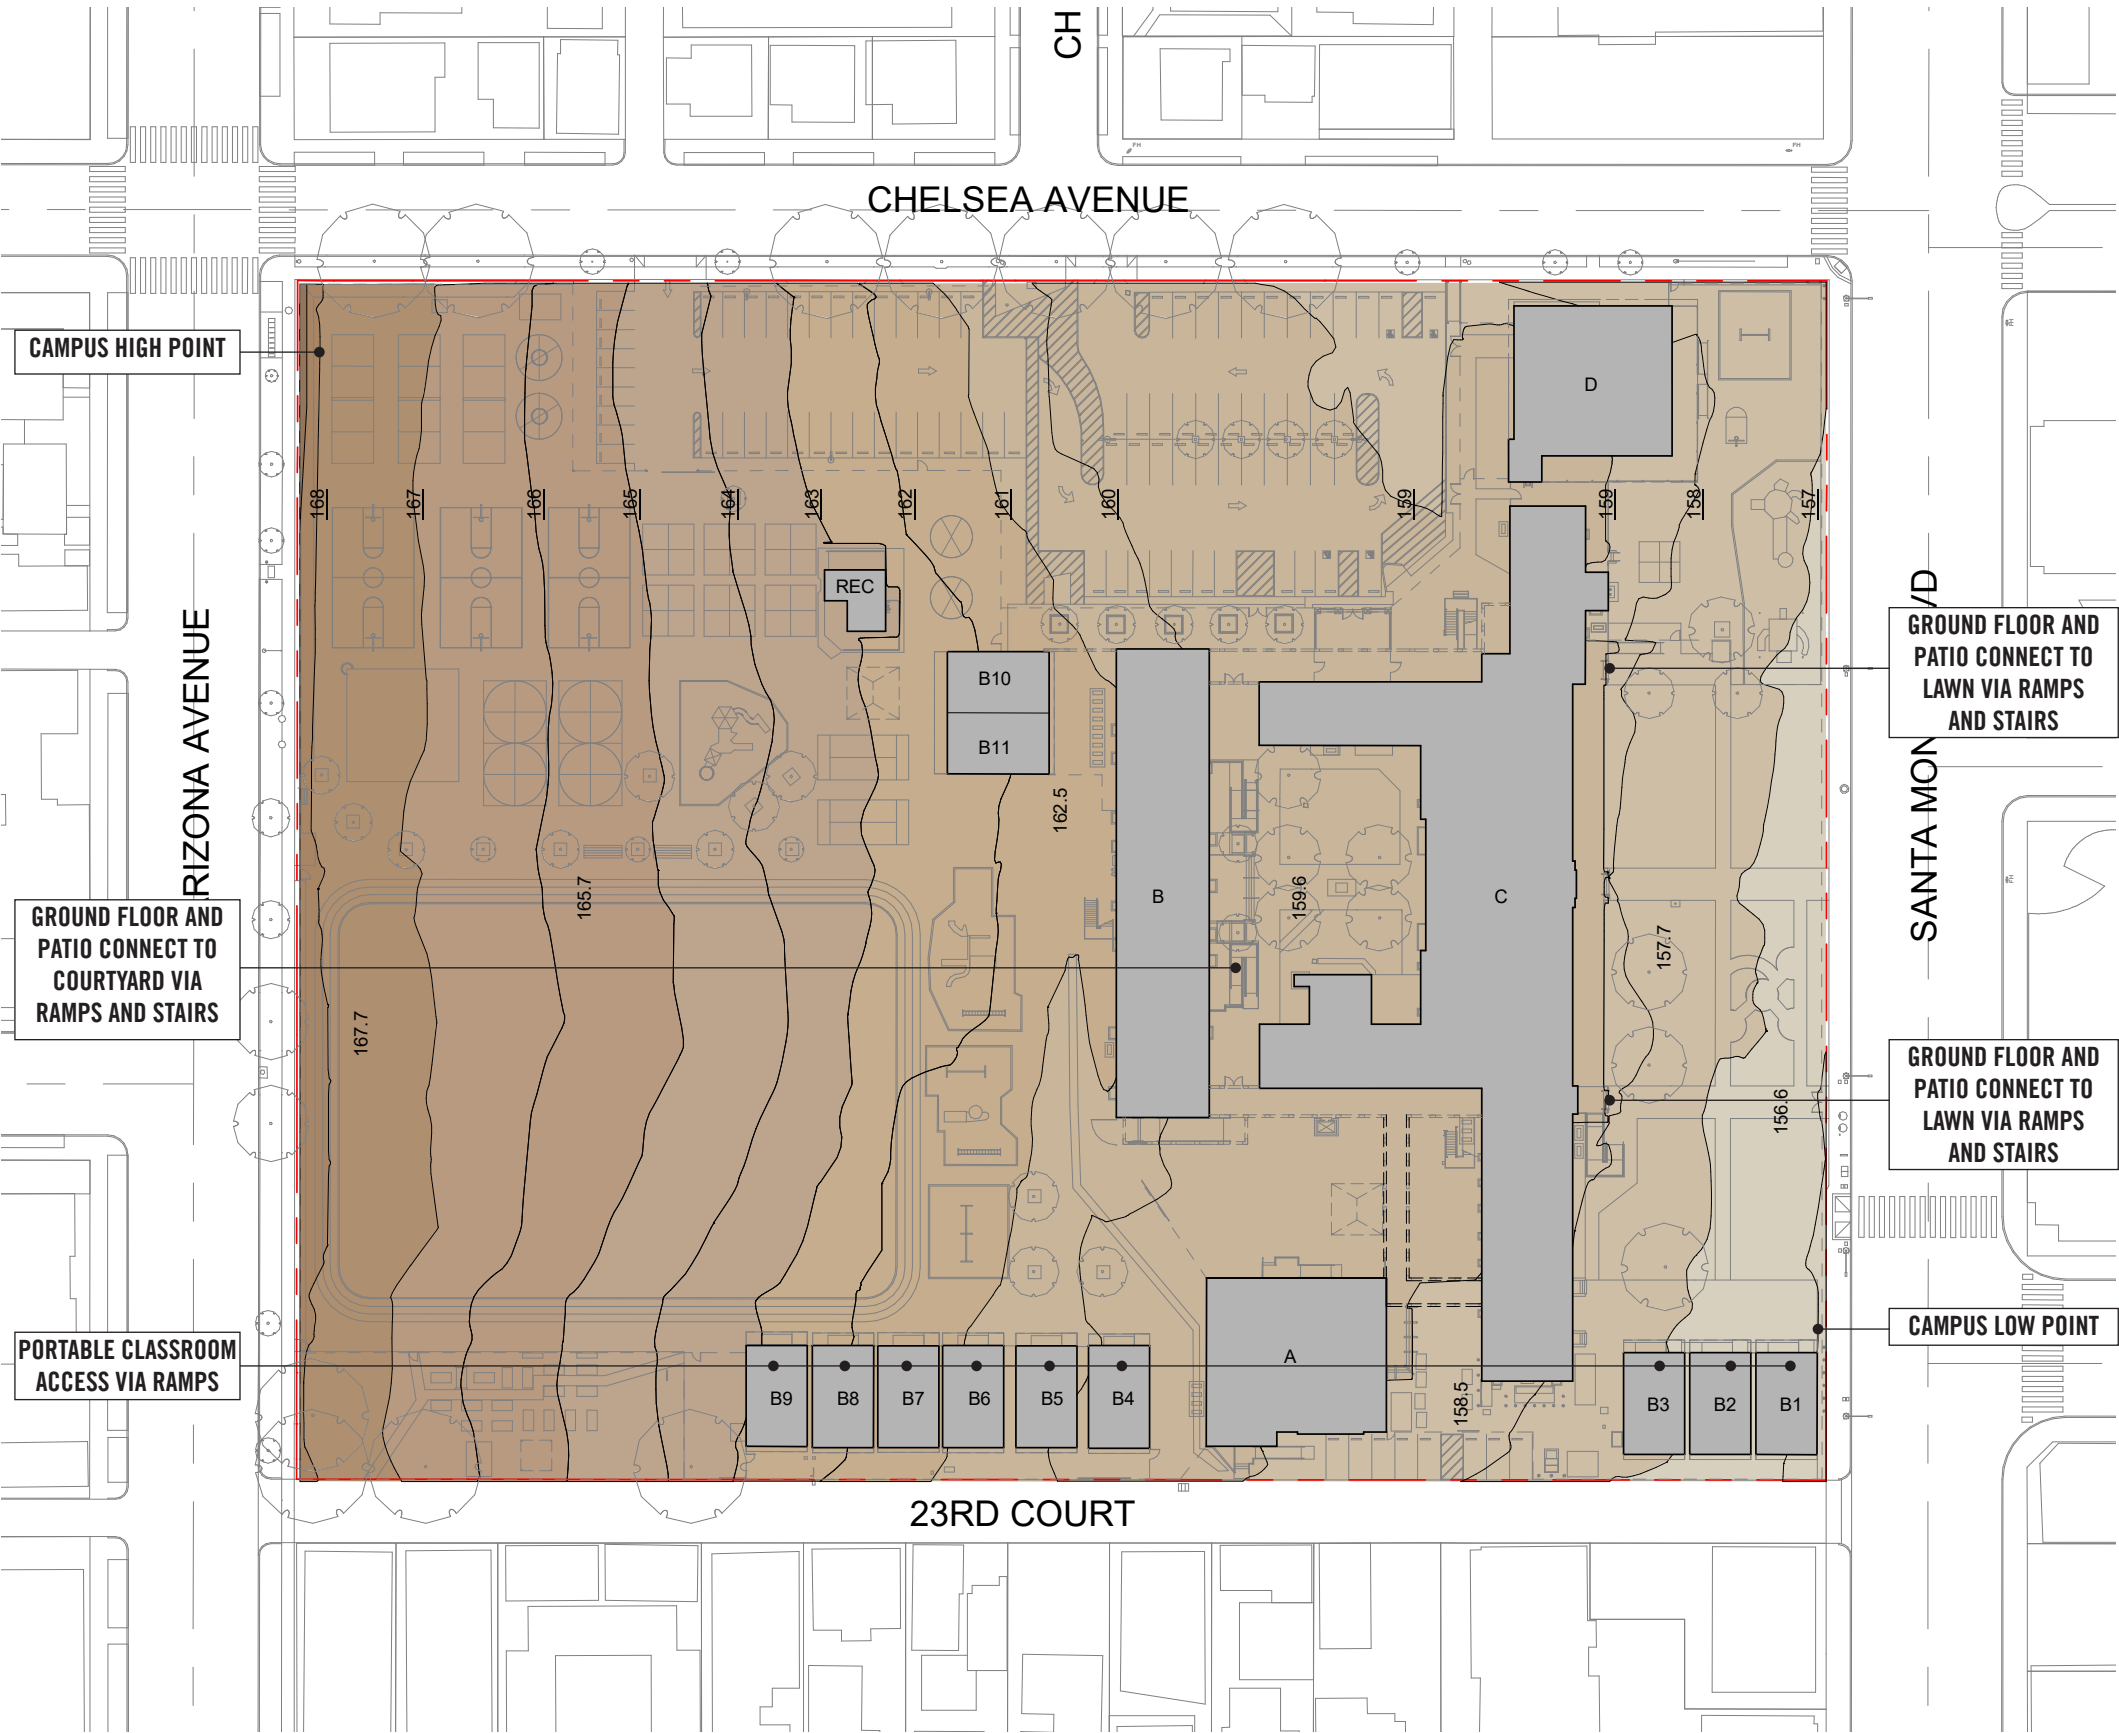 CH
FH
FH
CHELSEA AVENUE
CAMPUS HIGH POINT
FH
D
168
167
166
165
164
163
162
161
160
159
159
158
157
REC
GROUND FLOOR AND
PATIO CONNECT TO
LAWN VIA RAMPS
AND STAIRS
B10
B11
ARIZONA AVENUE
SANTA MON
VD
162.5
165.7
B
159.6
C
157.7
FH
GROUND FLOOR AND
PATIO CONNECT TO
COURTYARD VIA
RAMPS AND STAIRS
167.7
GROUND FLOOR AND
PATIO CONNECT TO
LAWN VIA RAMPS
AND STAIRS
156.6
CAMPUS LOW POINT
PORTABLE CLASSROOM
ACCESS VIA RAMPS
A
B9
B8
B7
B6
B5
B4
158.5
B3
B2
B1
23RD COURT